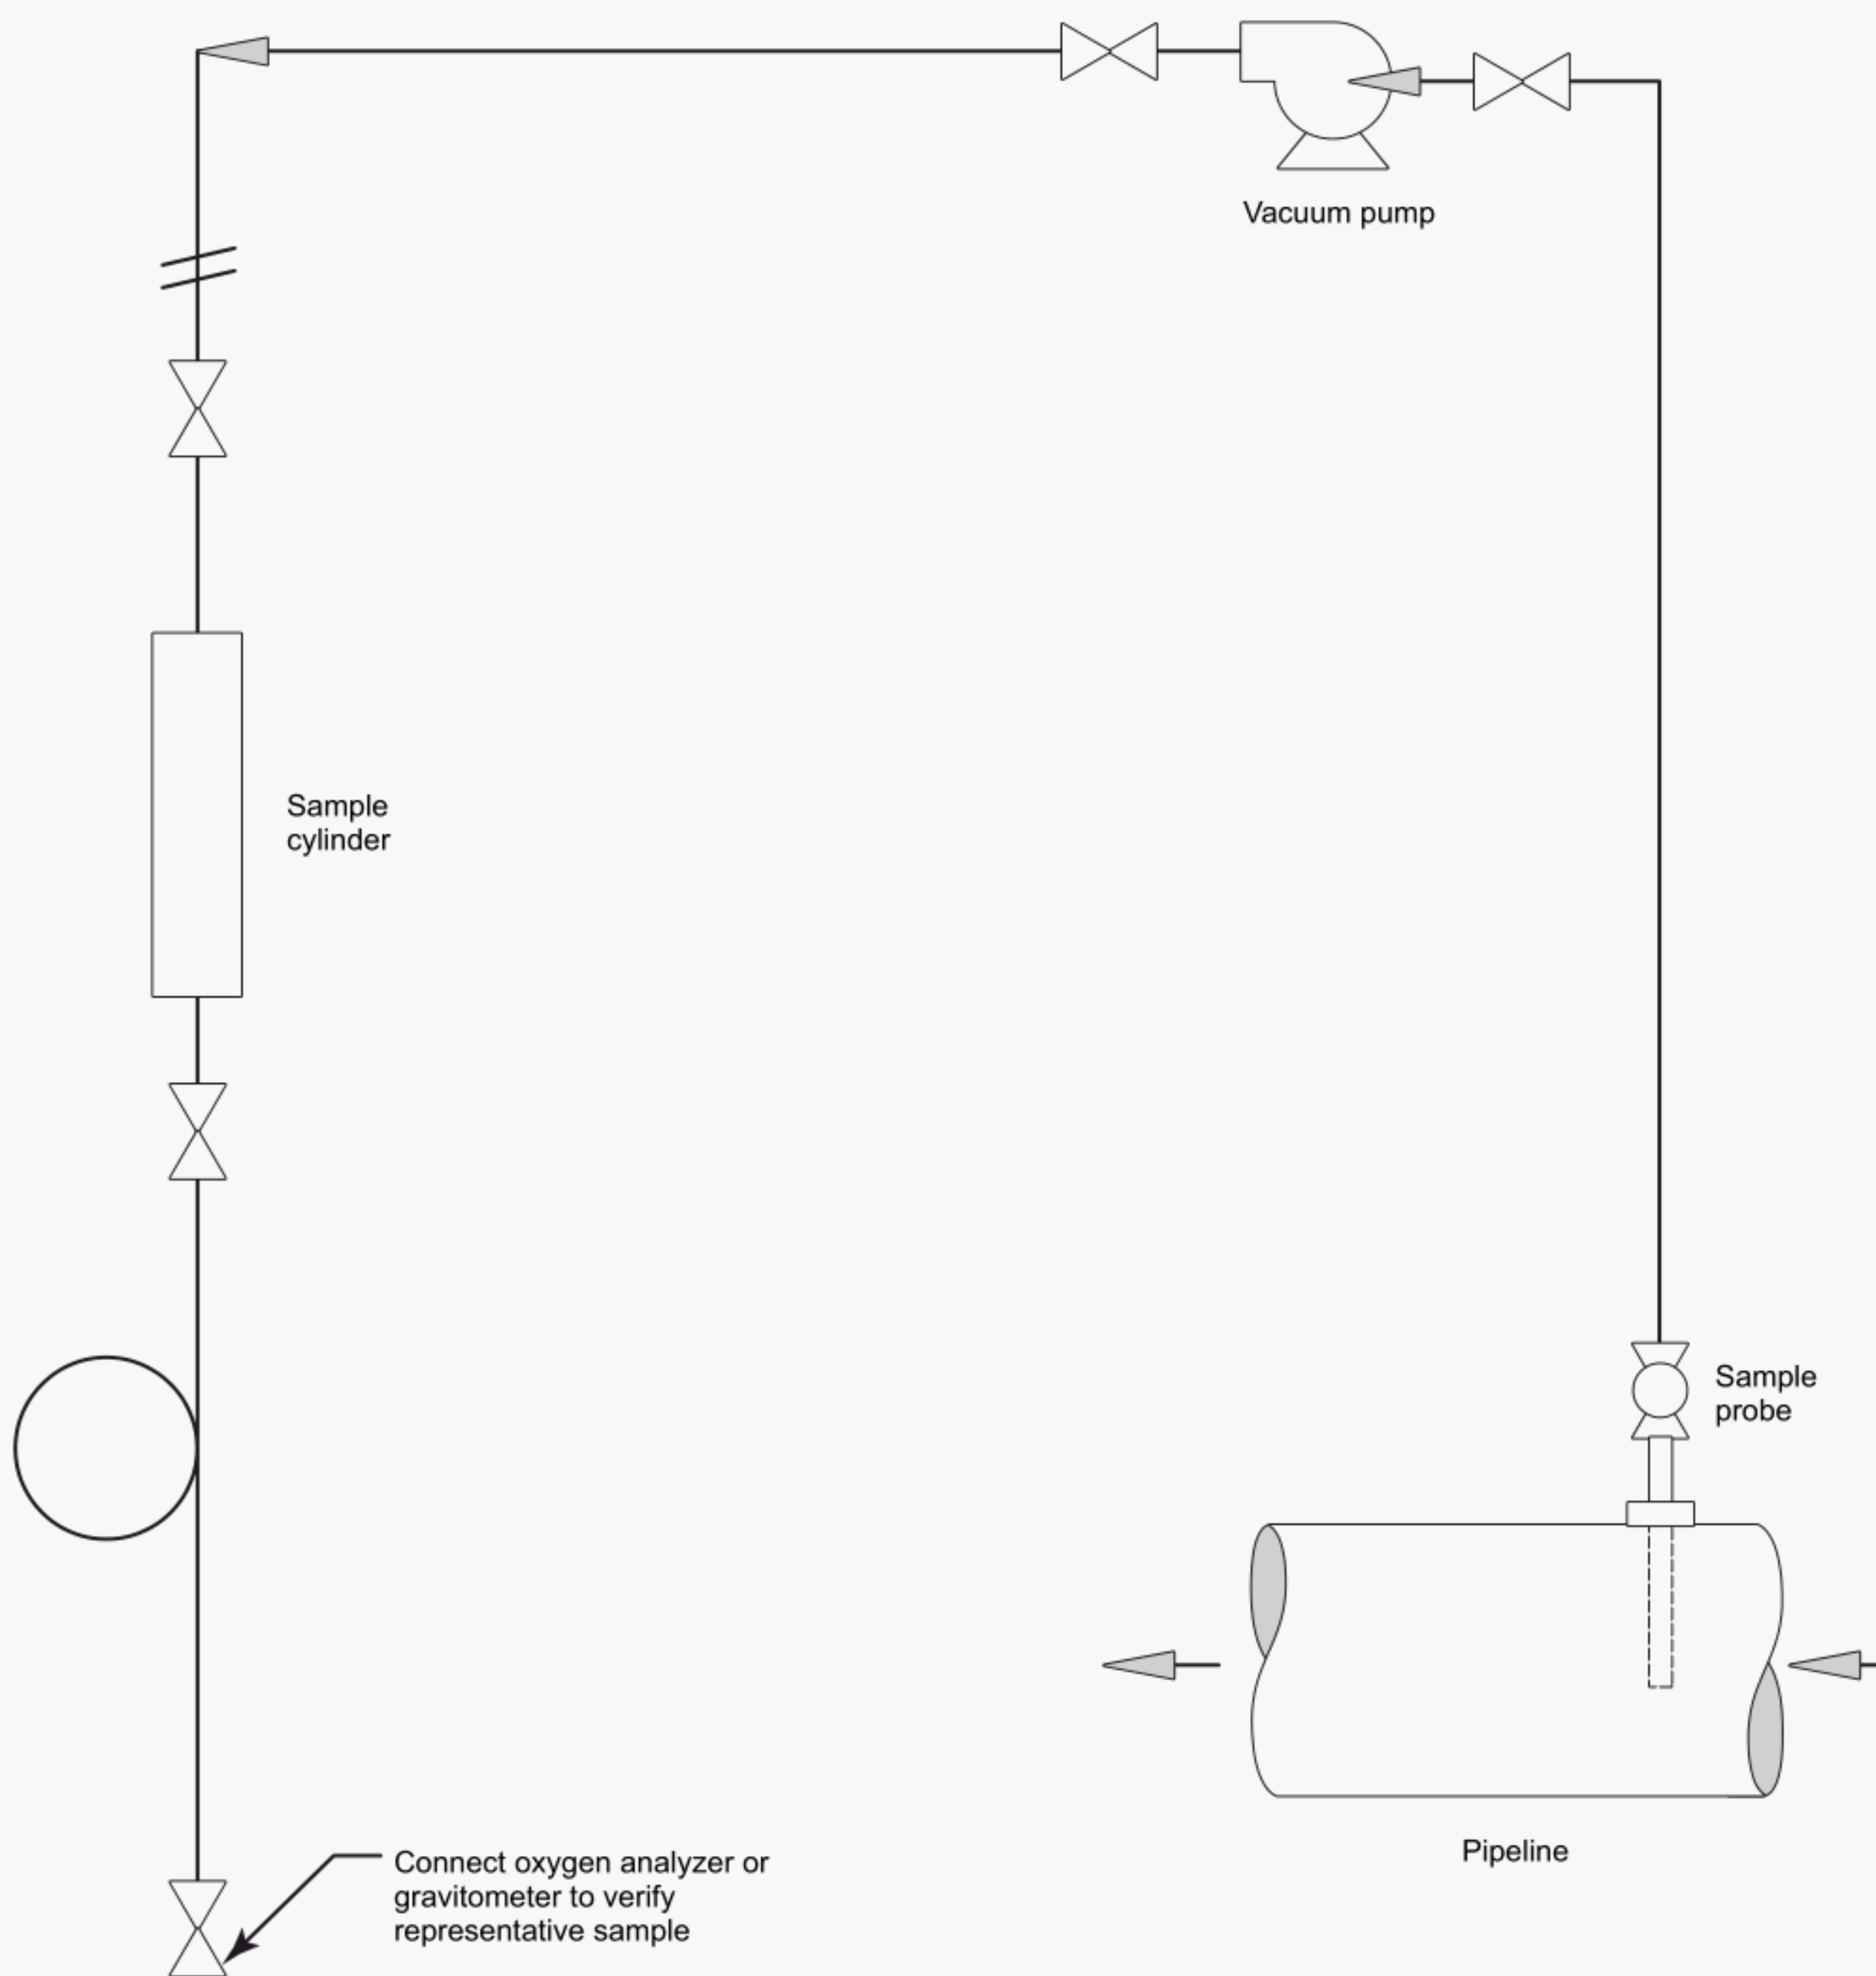 Vacuum pump
Sample
cylinder
Sample
probe
Pipeline
Connect oxygen analyzer or
gravitometer to verify
representative sample